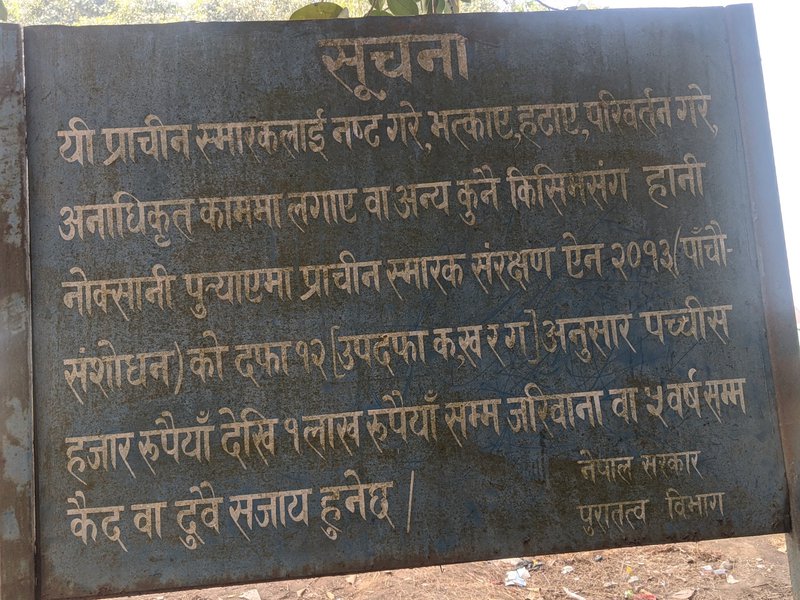 सूचना
यी प्राचीन स्मारकलाई नष्ट गरे, भत्काए, हटाए, परिवर्तन गरे,
अनाधिकृत काममा लगाए वा अन्य कुनै किसिमसंग हानी
नोक्सानी पुर्‍याएमा प्राचीन स्मारक संरक्षण ऐन २०१३(पाँचौ-
संशोधन) को दफा १२ [उपदफा क,ख र ग] अनुसार पच्चीस
हजार रूपैयाँ देखि १ लाख रूपैयाँ सम्म जरिवाना वा ५ वर्ष सम्म
कैद वा दुवै सजाय हुनेछ |
नेपाल सरकार
पुरातत्व विभाग